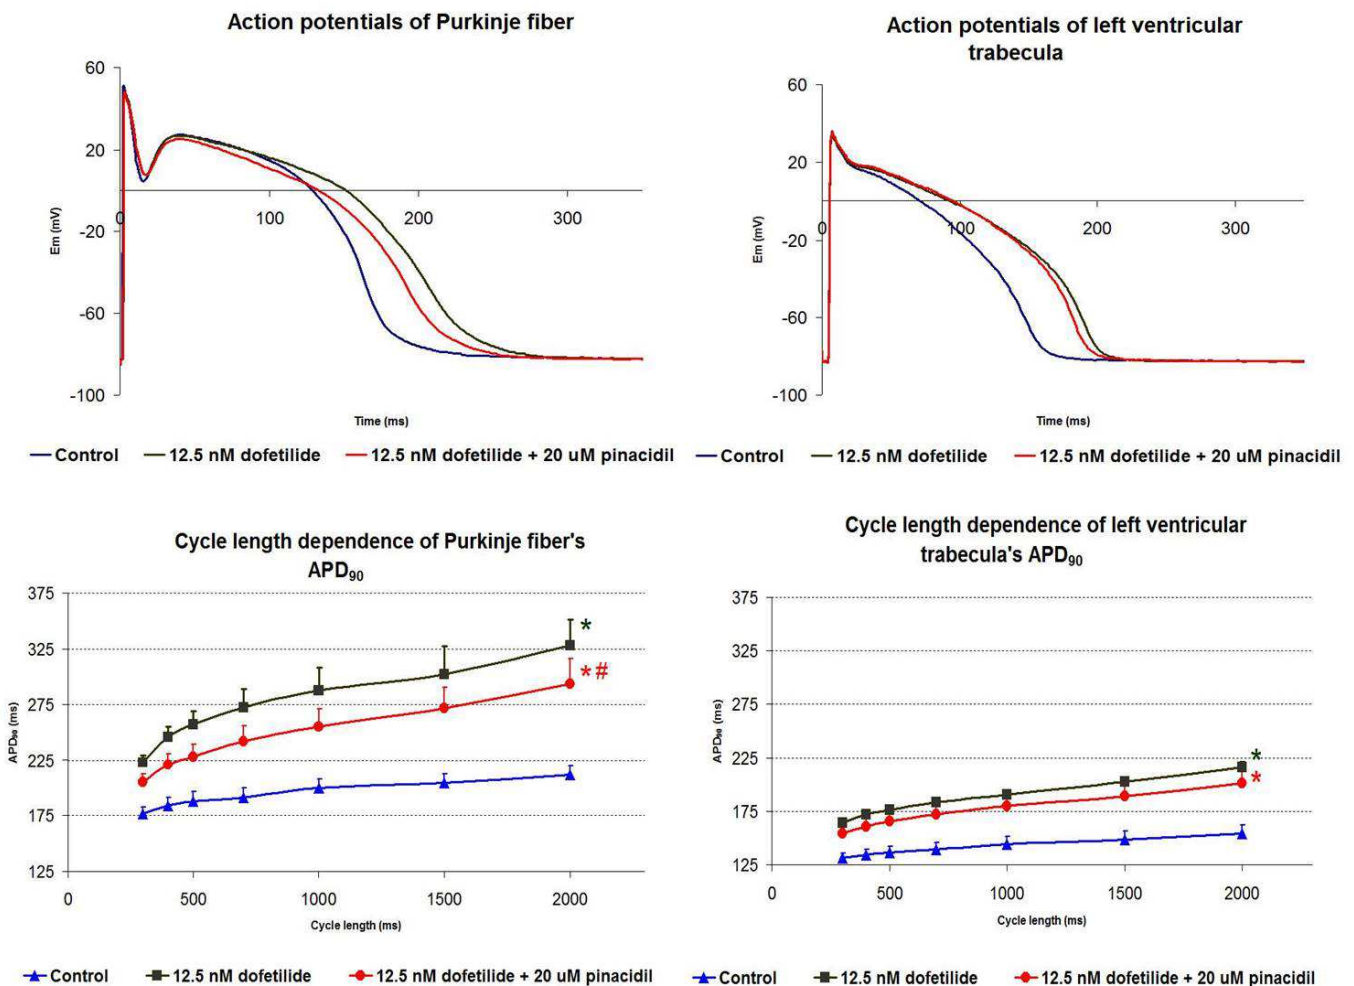 Action potentials of Purkinje fiber
60
20
-20
-60
-100
0
100
200
300
Em (mV)
Time (ms)
Control
12.5 nM dofetilide
12.5 nM dofetilide + 20 uM pinacidil
Action potentials of left ventricular
trabecula
60
20
-20
-60
-100
0
100
200
300
Em (mV)
Time (ms)
Control
12.5 nM dofetilide
12.5 nM dofetilide + 20 uM pinacidil
Cycle length dependence of Purkinje fiber's
APD₉₀
375
325
275
225
175
125
0
500
1000
1500
2000
APD₉₀ (ms)
Cycle length (ms)
*
* #
Control
12.5 nM dofetilide
12.5 nM dofetilide + 20 uM pinacidil
Cycle length dependence of left ventricular
trabecula's APD₉₀
375
325
275
225
175
125
0
500
1000
1500
2000
APD₉₀ (ms)
Cycle length (ms)
*
*
Control
12.5 nM dofetilide
12.5 nM dofetilide + 20 uM pinacidil